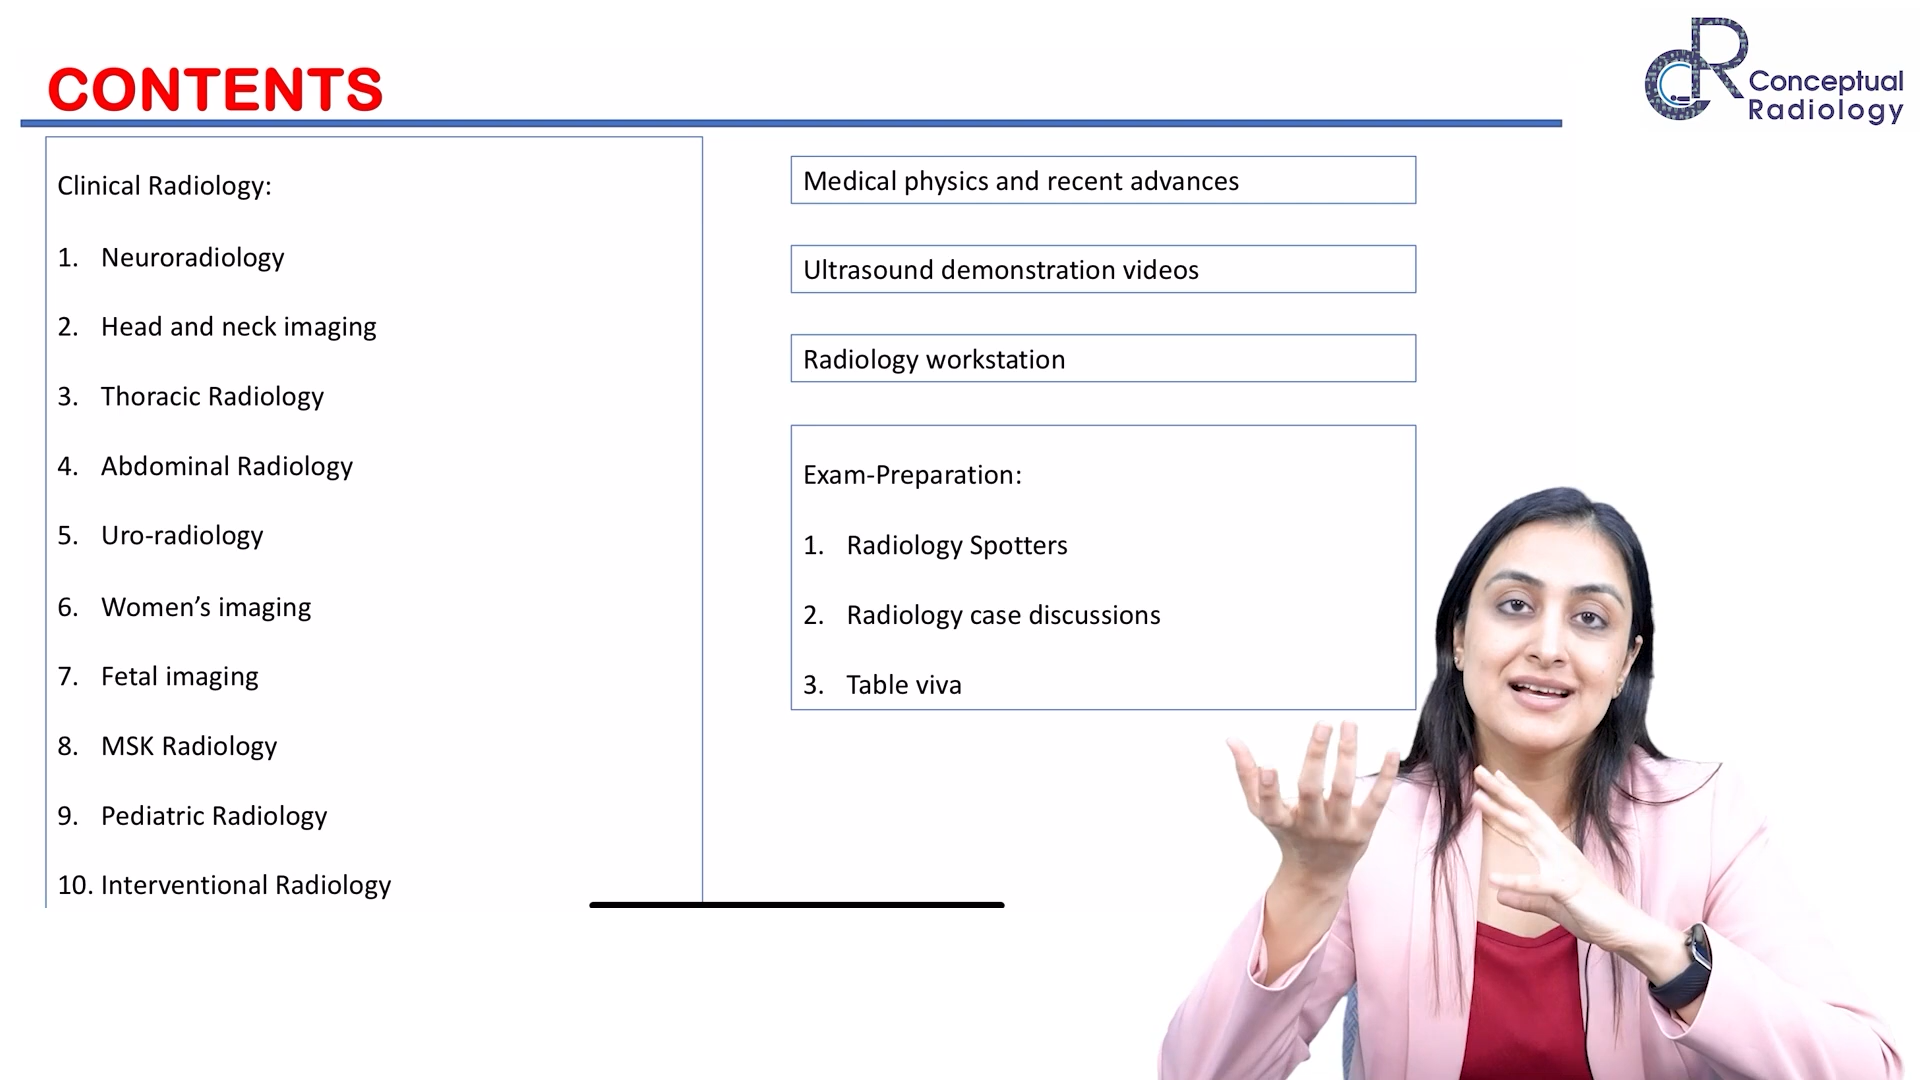 CONTENTS
Conceptual
Radiology
Clinical Radiology:
1. Neuroradiology
2. Head and neck imaging
3. Thoracic Radiology
4. Abdominal Radiology
5. Uro-radiology
6. Women’s imaging
7. Fetal imaging
8. MSK Radiology
9. Pediatric Radiology
10. Interventional Radiology
Medical physics and recent advances
Ultrasound demonstration videos
Radiology workstation
Exam-Preparation:
1. Radiology Spotters
2. Radiology case discussions
3. Table viva